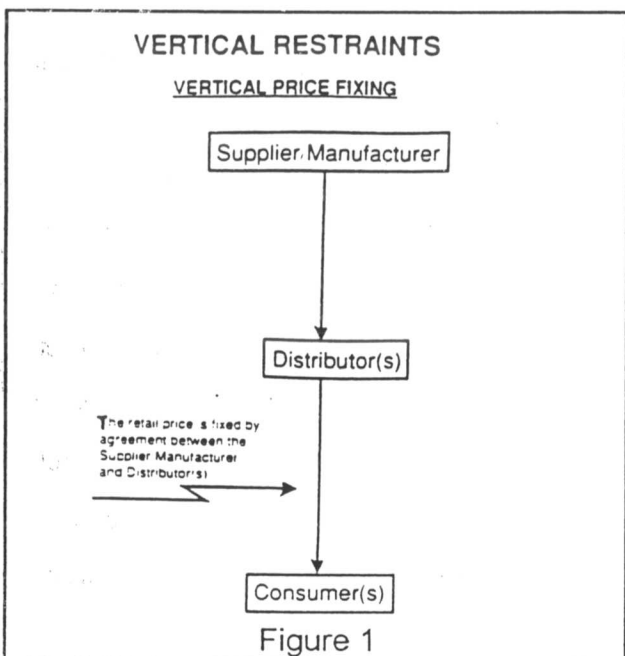 VERTICAL RESTRAINTS
VERTICAL PRICE FIXING
Supplier/Manufacturer
Distributor(s)
The retail price is fixed by
agreement between the
Supplier Manufacturer
and Distributor(s)
Consumer(s)
Figure 1